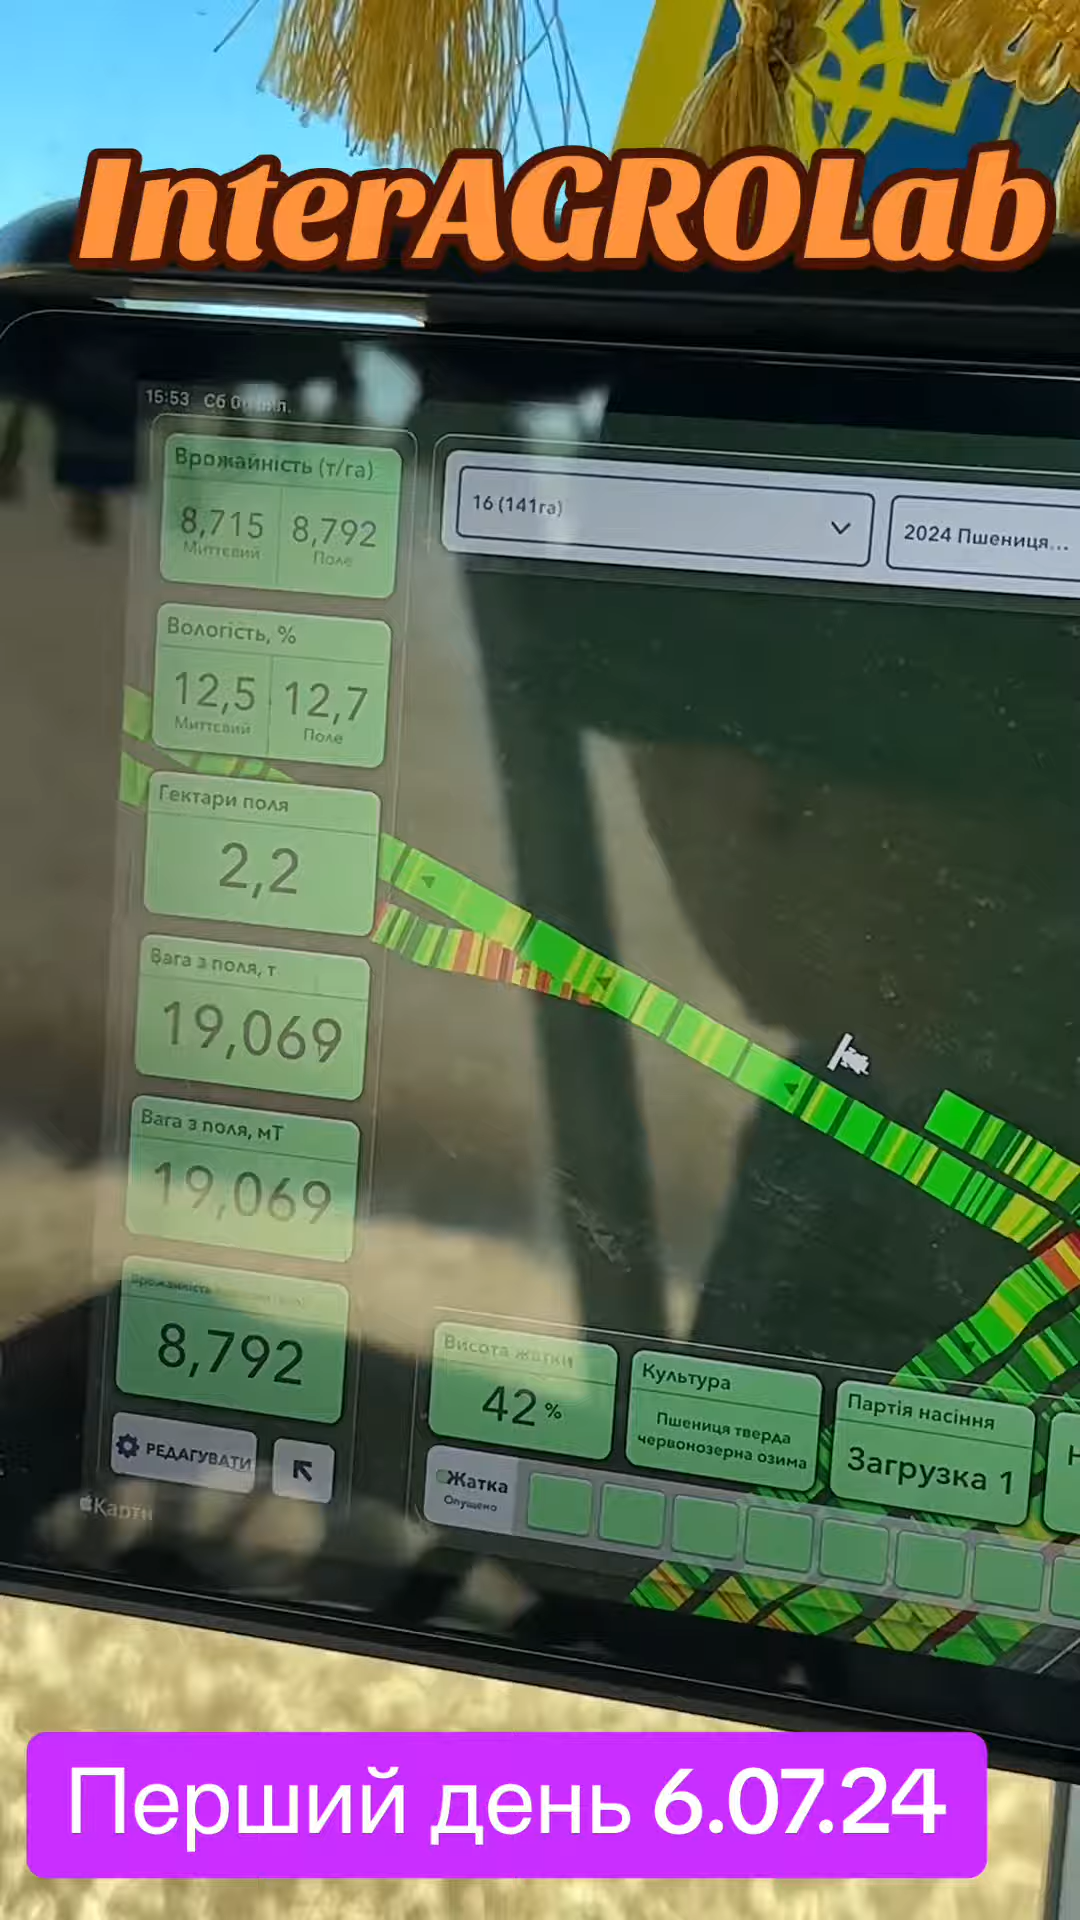 InterAGROLab
15:53 Сб
Врожайність (т/га)
8,715 8,792
Миттєвий Поле
16 (141га)
2024 Пшениця...
Вологість, %
12,5 12,7
Миттєвий Поле
Гектари поля
2,2
Вага з поля, т
19,069
Вага з поля, мТ
19,069
Врожайність
8,792
РЕДАГУВАТИ
Карти
Висота жатки
42 %
Культура
Пшениця тверда
червонозерна озима
Партія насіння
Загрузка 1
Жатка
Опущено
Перший день 6.07.24